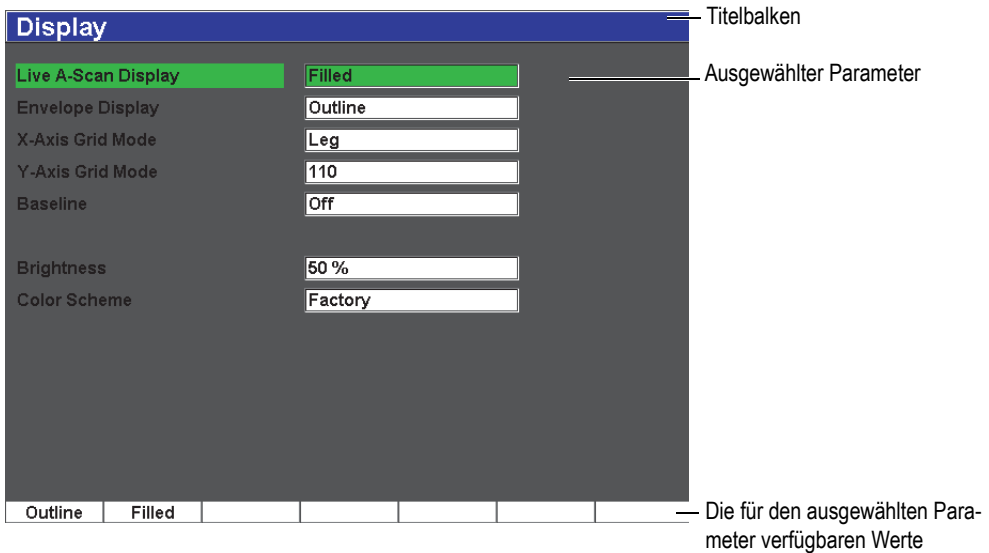 Display
Titelbalken
Live A-Scan Display Filled
Ausgewählter Parameter
Envelope Display Outline
X-Axis Grid Mode Leg
Y-Axis Grid Mode 110
Baseline Off
Brightness 50 %
Color Scheme Factory
Outline Filled
Die für den ausgewählten Para-
meter verfügbaren Werte